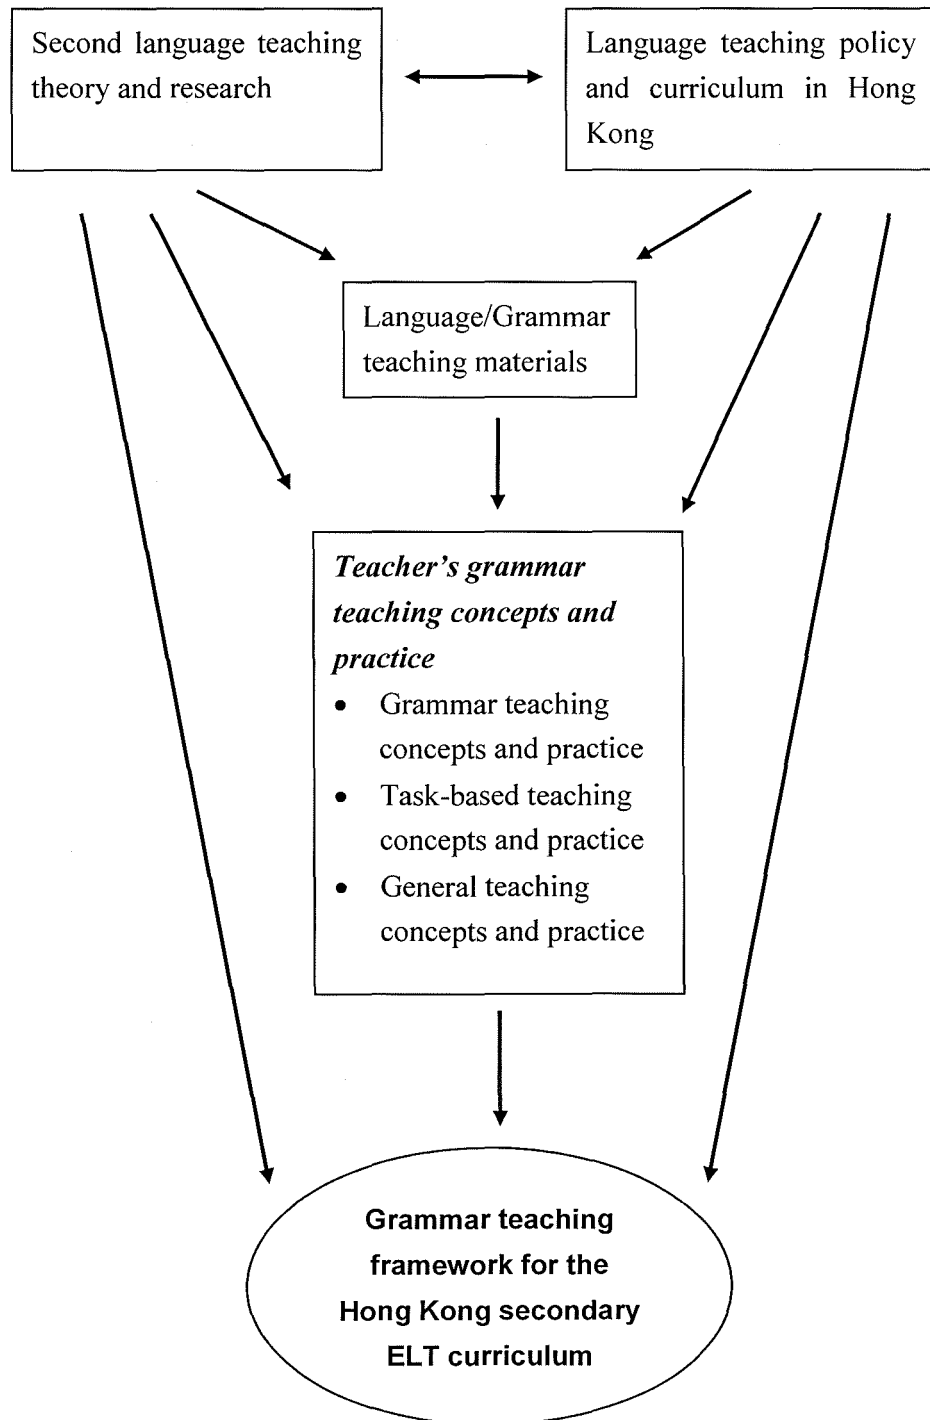 Second language teaching
theory and research
Language teaching policy
and curriculum in Hong
Kong
Language/Grammar
teaching materials
Teacher's grammar
teaching concepts and
practice
• Grammar teaching
concepts and practice
• Task-based teaching
concepts and practice
• General teaching
concepts and practice
Grammar teaching
framework for the
Hong Kong secondary
ELT curriculum